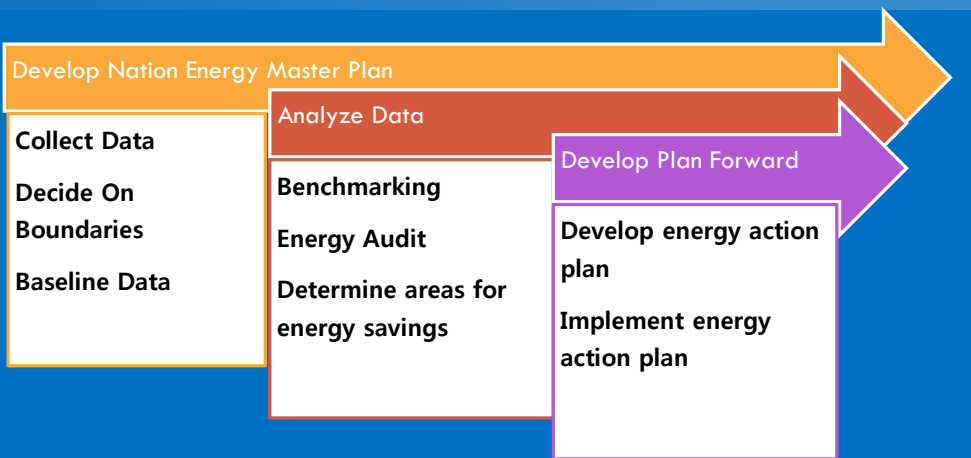 Develop Nation Energy Master Plan
Collect Data
Decide On
Boundaries
Baseline Data
Analyze Data
Benchmarking
Energy Audit
Determine areas for
energy savings
Develop Plan Forward
Develop energy action
plan
Implement energy
action plan